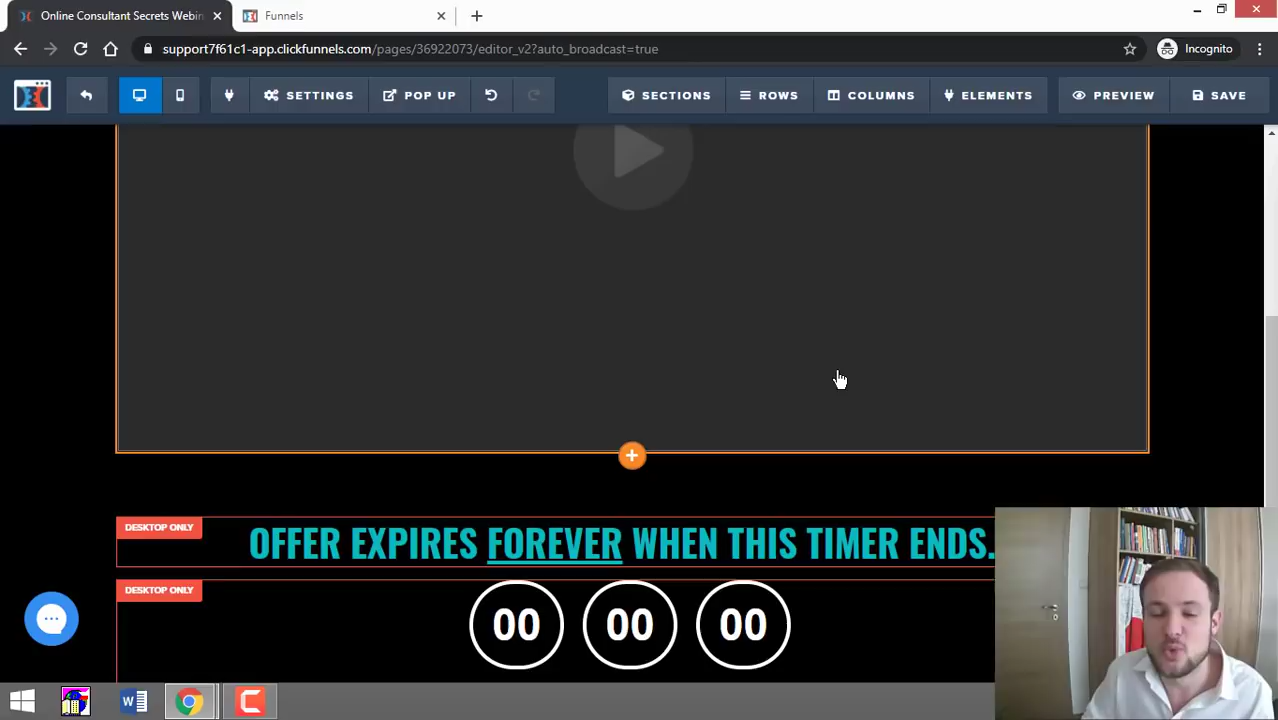 Online Consultant Secrets Webin
Funnels
support7f61c1-app.clickfunnels.com/pages/36922073/editor_v2?auto_broadcast=true
Incognito
SETTINGS
POP UP
SECTIONS
ROWS
COLUMNS
ELEMENTS
PREVIEW
SAVE
DESKTOP ONLY
OFFER EXPIRES FOREVER WHEN THIS TIMER ENDS.
DESKTOP ONLY
00 00 00